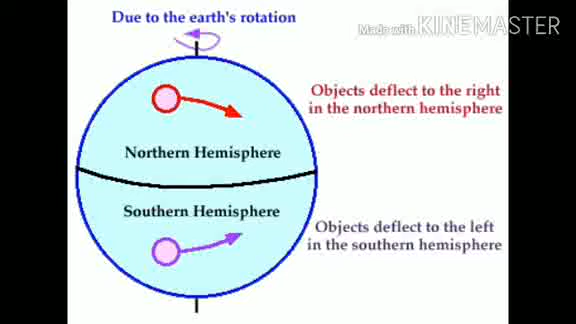 Due to the earth's rotation
Made with KINEMASTER
Objects deflect to the right
in the northern hemisphere
Northern Hemisphere
Southern Hemisphere
Objects deflect to the left
in the southern hemisphere